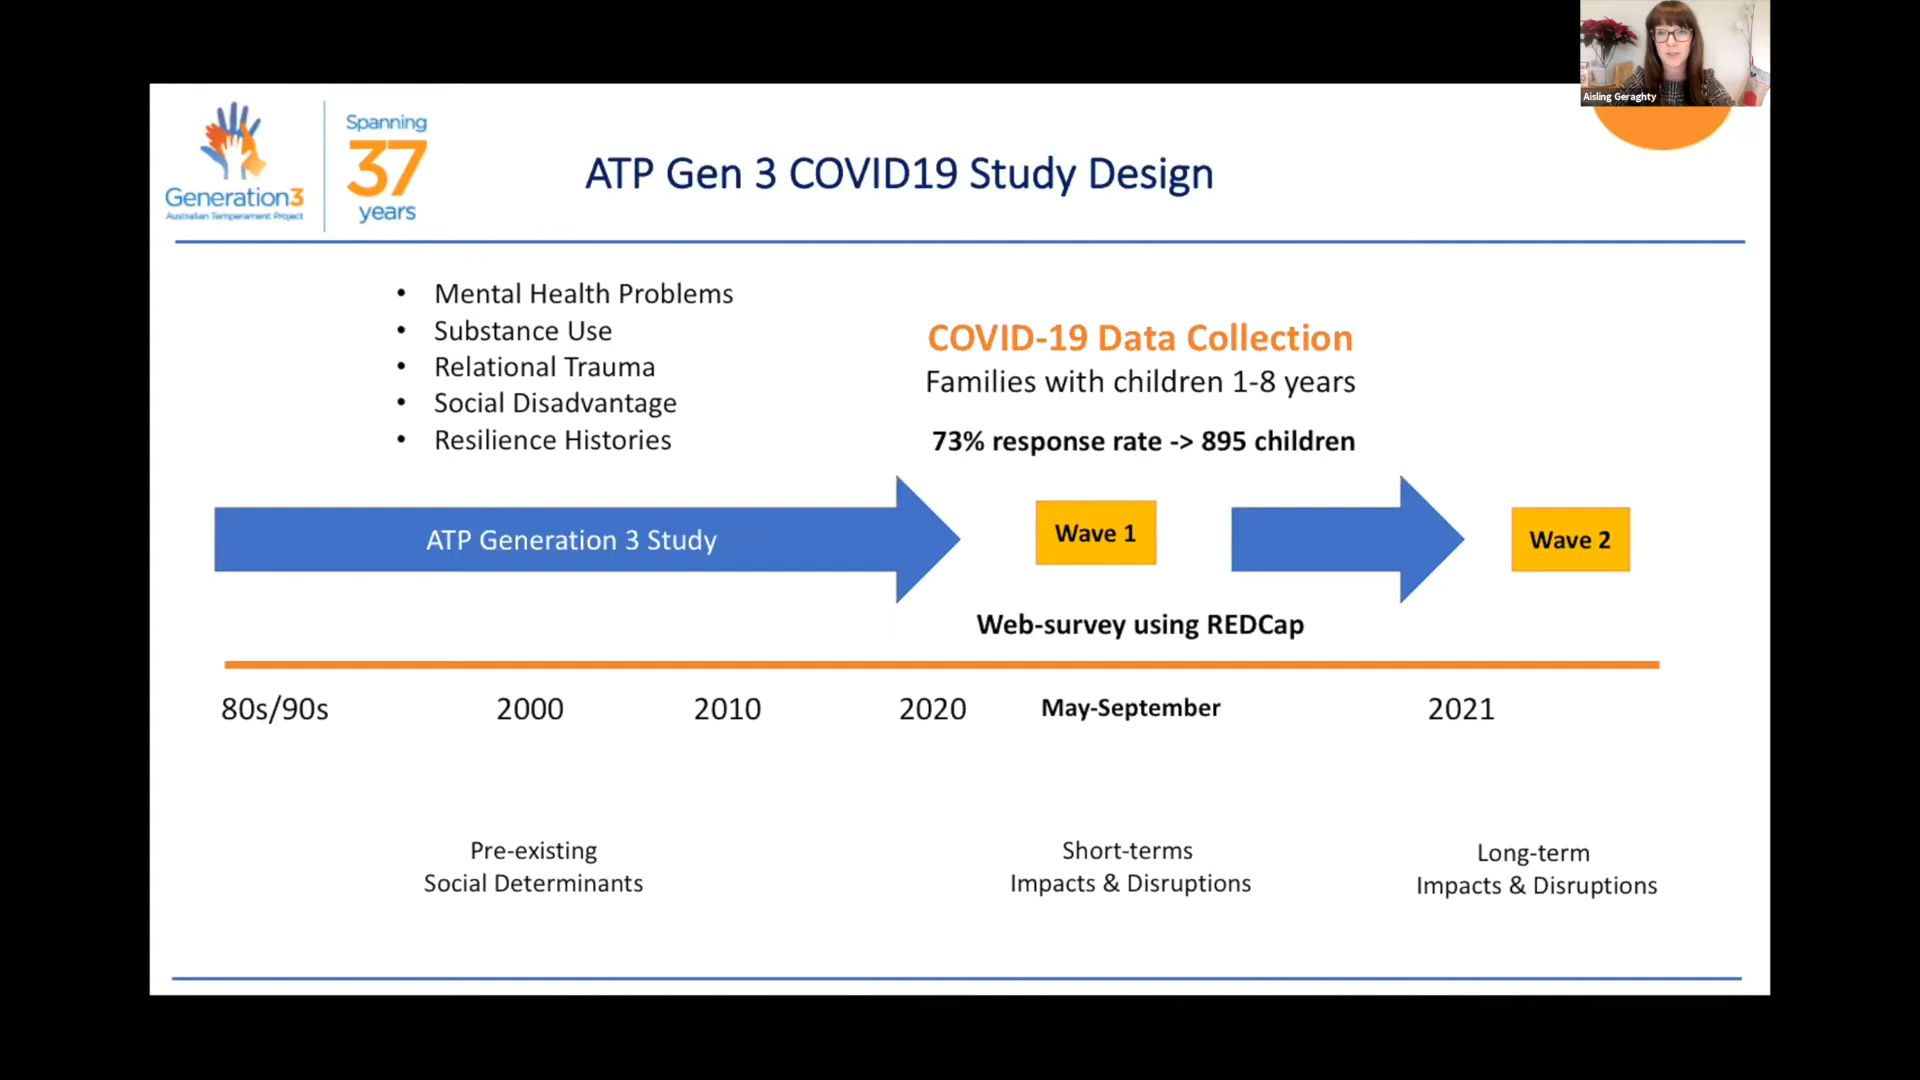 Aisling Geraghty
Generation3
Australian Temperament Project
Spanning
37
years
ATP Gen 3 COVID19 Study Design
• Mental Health Problems
• Substance Use
• Relational Trauma
• Social Disadvantage
• Resilience Histories
COVID-19 Data Collection
Families with children 1-8 years
73% response rate -> 895 children
ATP Generation 3 Study
Wave 1
Wave 2
Web-survey using REDCap
80s/90s 2000 2010 2020 May-September 2021
Pre-existing
Social Determinants
Short-terms
Impacts & Disruptions
Long-term
Impacts & Disruptions